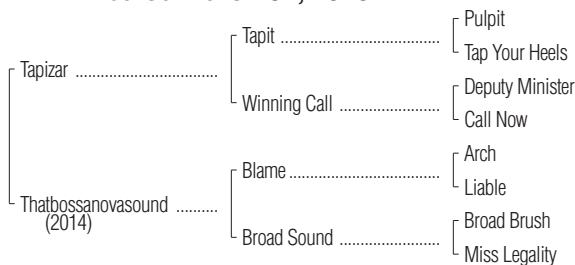 Pulpit
Tapit
Tap Your Heels
Tapizar
Deputy Minister
Winning Call
Call Now
Arch
Blame
Liable
Thatbossanovasound
(2014)
Broad Brush
Broad Sound
Miss Legality